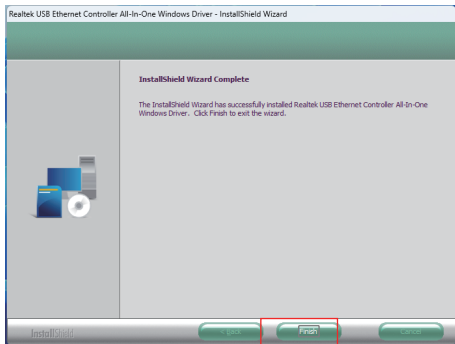 Realtek USB Ethernet Controller All-In-One Windows Driver - InstallShield Wizard
InstallShield Wizard Complete
The InstallShield Wizard has successfully installed Realtek USB Ethernet Controller All-In-One
Windows Driver. Click Finish to exit the wizard.
InstallShield
< Back
Finish
Cancel